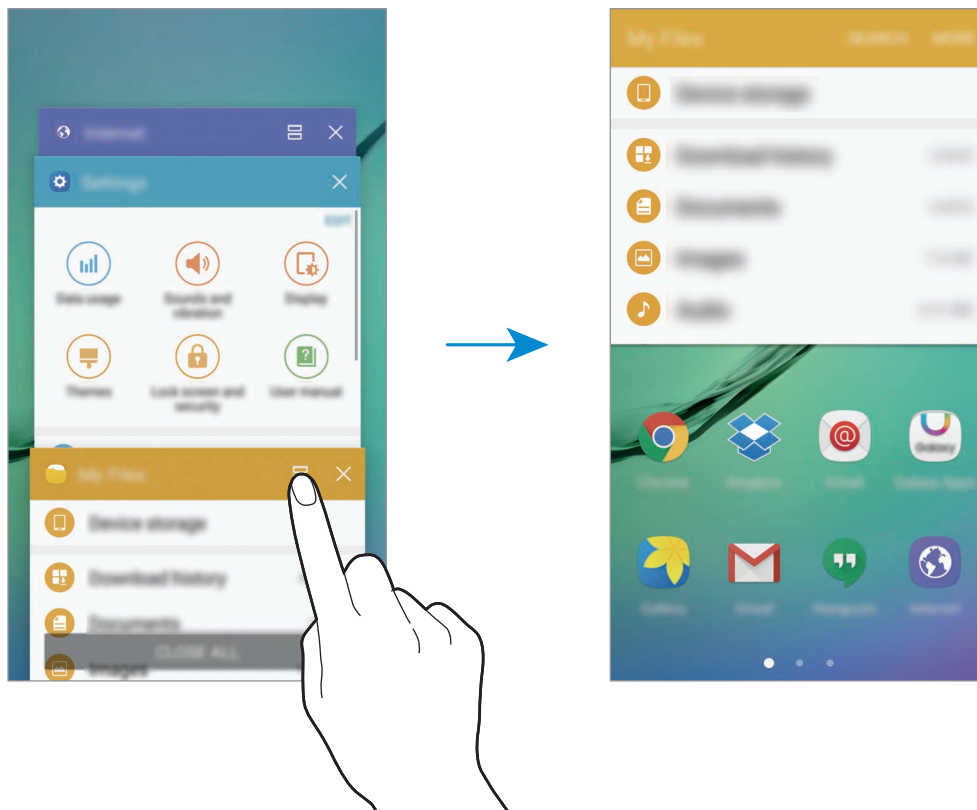 Internet
Settings
EDIT
Data usage
Sounds and
vibration
Display
Themes
Lock screen and
security
User manual
My Files
Device storage
Download history
Documents
CLOSE ALL
Images
My Files SEARCH MORE
Device storage
Download history
Documents
Images
Audio
Galaxy
Chrome Dropbox Email Galaxy Apps
Gallery Gmail Hangouts Internet